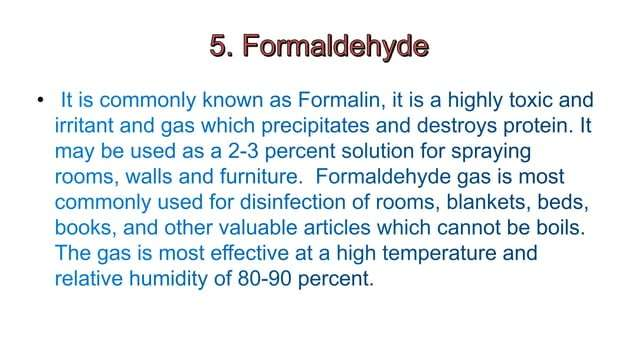 5. Formaldehyde
• It is commonly known as Formalin, it is a highly toxic and
irritant and gas which precipitates and destroys protein. It
may be used as a 2-3 percent solution for spraying
rooms, walls and furniture. Formaldehyde gas is most
commonly used for disinfection of rooms, blankets, beds,
books, and other valuable articles which cannot be boils.
The gas is most effective at a high temperature and
relative humidity of 80-90 percent.